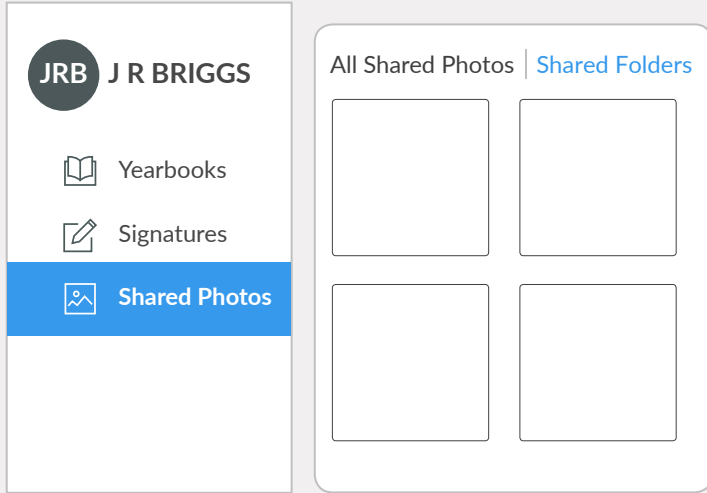 JRB J R BRIGGS
Yearbooks
Signatures
Shared Photos
All Shared Photos | Shared Folders